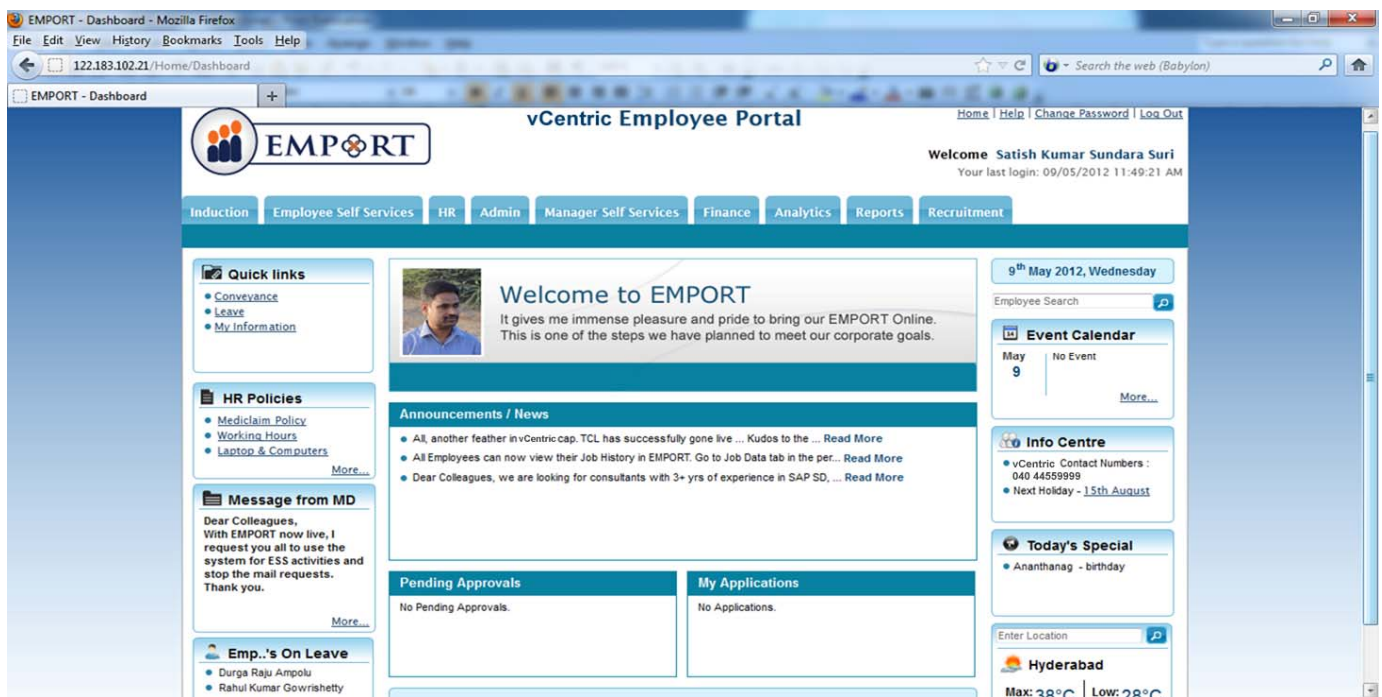 EMPORT - Dashboard - Mozilla Firefox
File Edit View History Bookmarks Tools Help
122.183.102.21/Home/Dashboard
Search the web (Babylon)
EMPORT - Dashboard
EMPORT
vCentric Employee Portal
Home | Help | Change Password | Log Out
Welcome Satish Kumar Sundara Suri
Your last login: 09/05/2012 11:49:21 AM
Induction Employee Self Services HR Admin Manager Self Services Finance Analytics Reports Recruitment
Quick links
Conveyance
Leave
My Information
HR Policies
Mediclaim Policy
Working Hours
Laptop & Computers
More...
Message from MD
Dear Colleagues,
With EMPORT now live, I
request you all to use the
system for ESS activities and
stop the mail requests.
Thank you.
More...
Emp..'s On Leave
Durga Raju Ampolu
Rahul Kumar Gowrishetty
Welcome to EMPORT
It gives me immense pleasure and pride to bring our EMPORT Online.
This is one of the steps we have planned to meet our corporate goals.
Announcements / News
All, another feather in vCentric cap. TCL has successfully gone live ... Kudos to the ... Read More
All Employees can now view their Job History in EMPORT. Go to Job Data tab in the per... Read More
Dear Colleagues, we are looking for consultants with 3+ yrs of experience in SAP SD, ... Read More
Pending Approvals
No Pending Approvals.
My Applications
No Applications.
9th May 2012, Wednesday
Employee Search
Event Calendar
May
9
No Event
More...
Info Centre
vCentric Contact Numbers :
040 44559999
Next Holiday - 15th August
Today's Special
Ananthanag - birthday
Enter Location
Hyderabad
Max: 38°C Low: 28°C